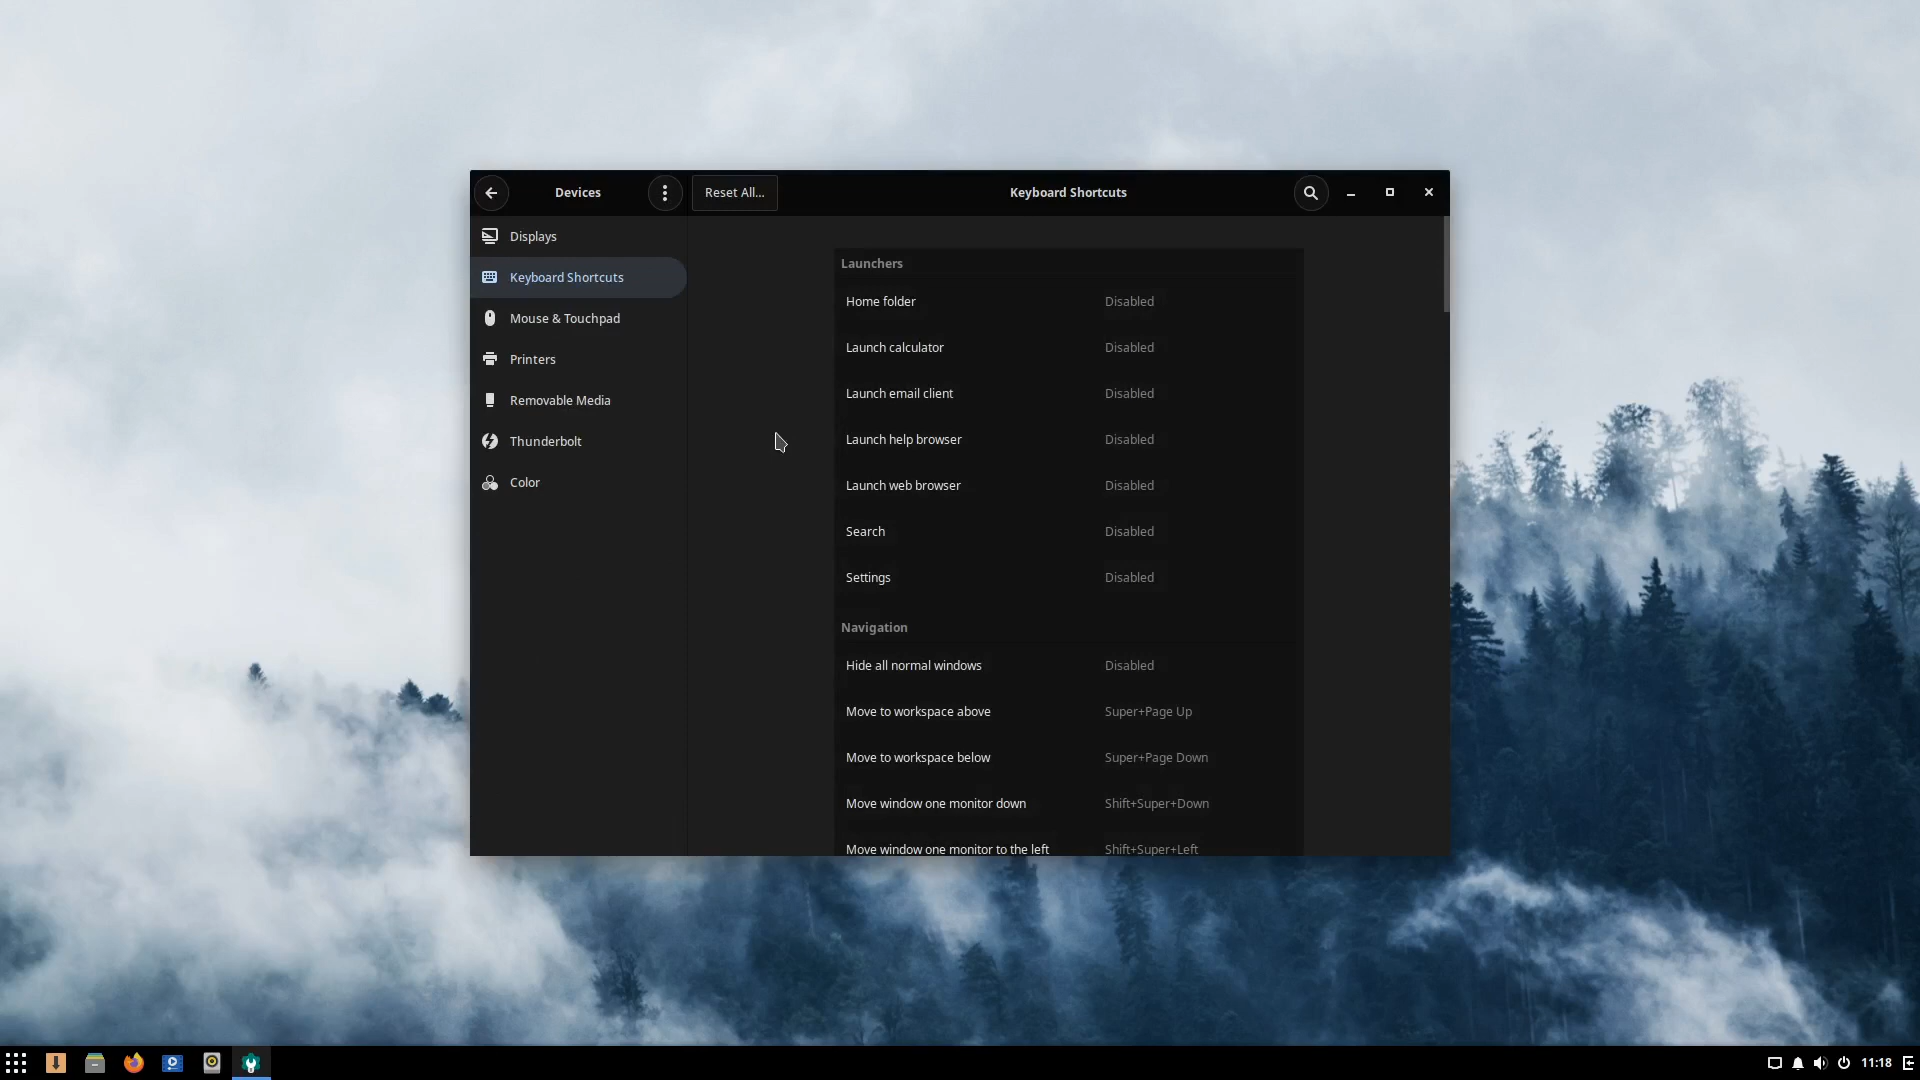 Devices
Reset All...
Keyboard Shortcuts
Displays
Keyboard Shortcuts
Mouse & Touchpad
Printers
Removable Media
Thunderbolt
Color
Launchers
Home folder Disabled
Launch calculator Disabled
Launch email client Disabled
Launch help browser Disabled
Launch web browser Disabled
Search Disabled
Settings Disabled
Navigation
Hide all normal windows Disabled
Move to workspace above Super+Page Up
Move to workspace below Super+Page Down
Move window one monitor down Shift+Super+Down
Move window one monitor to the left Shift+Super+Left
11:18